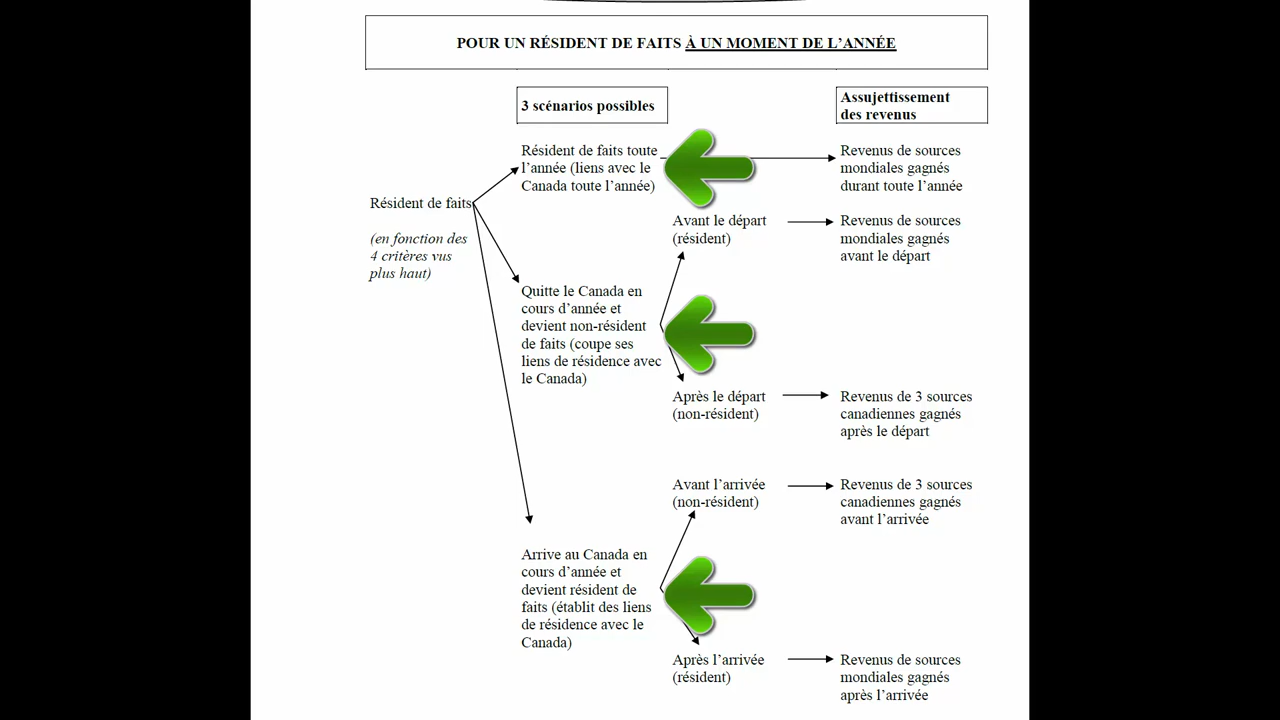 POUR UN RÉSIDENT DE FAITS À UN MOMENT DE L’ANNÉE
3 scénarios possibles
Assujettissement
des revenus
Résident de faits
(en fonction des
4 critères vus
plus haut)
Résident de faits toute
l’année (liens avec le
Canada toute l’année)
Revenus de sources
mondiales gagnés
durant toute l’année
Quitte le Canada en
cours d’année et
devient non-résident
de faits (coupe ses
liens de résidence avec
le Canada)
Avant le départ
(résident)
Revenus de sources
mondiales gagnés
avant le départ
Après le départ
(non-résident)
Revenus de 3 sources
canadiennes gagnés
après le départ
Arrive au Canada en
cours d’année et
devient résident de
faits (établit des liens
de résidence avec le
Canada)
Avant l’arrivée
(non-résident)
Revenus de 3 sources
canadiennes gagnés
avant l’arrivée
Après l’arrivée
(résident)
Revenus de sources
mondiales gagnés
après l’arrivée